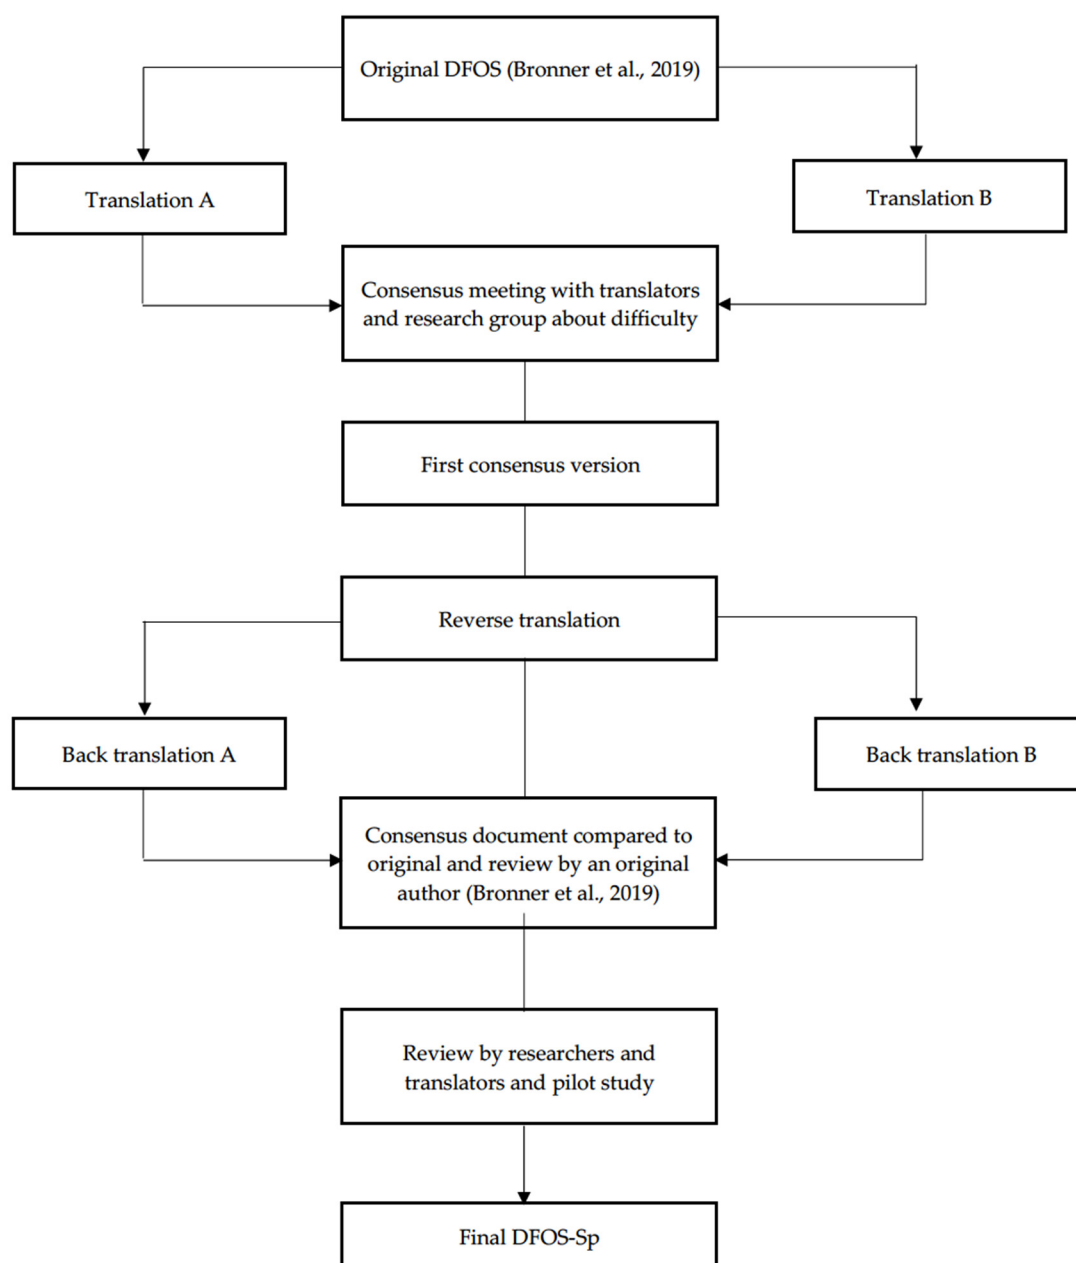 Original DFOS (Bronner et al., 2019)
Translation A
Translation B
Consensus meeting with translators
and research group about difficulty
First consensus version
Reverse translation
Back translation A
Back translation B
Consensus document compared to
original and review by an original
author (Bronner et al., 2019)
Review by researchers and
translators and pilot study
Final DFOS-Sp